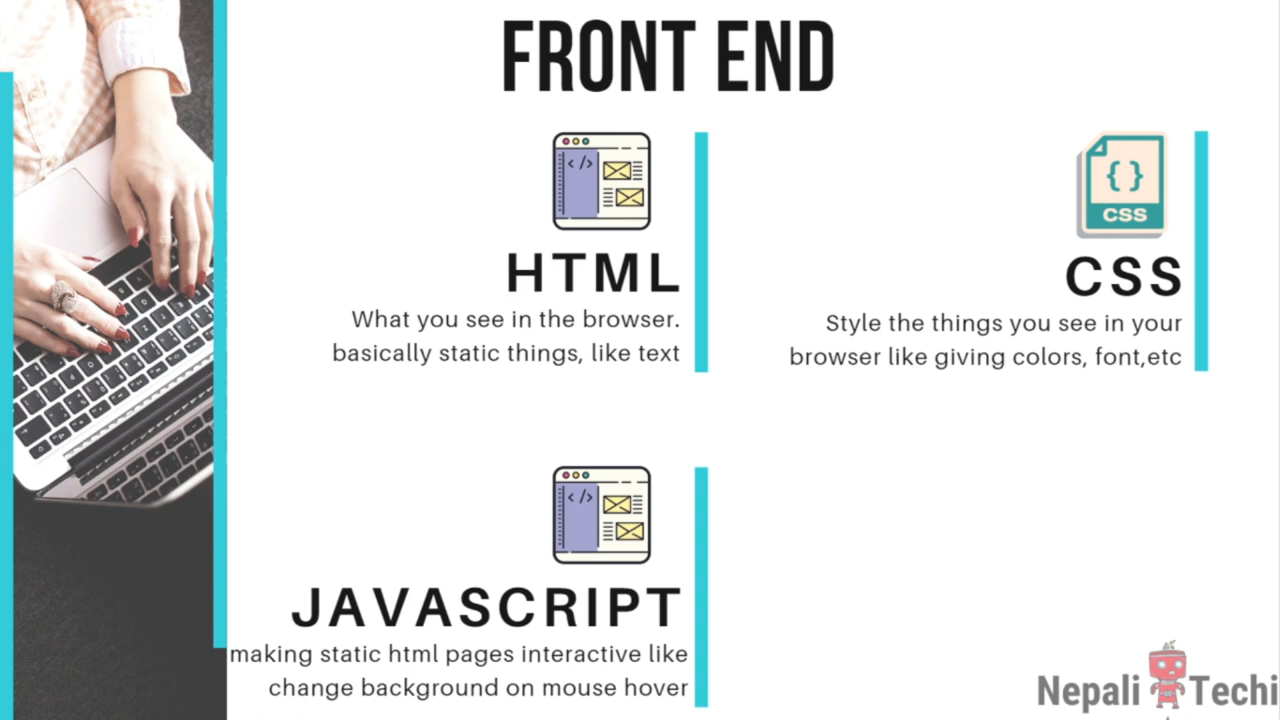 FRONT END
</>
HTML
What you see in the browser.
basically static things, like text
{}
CSS
CSS
Style the things you see in your
browser like giving colors, font,etc
</>
JAVASCRIPT
making static html pages interactive like
change background on mouse hover
Nepali Techi